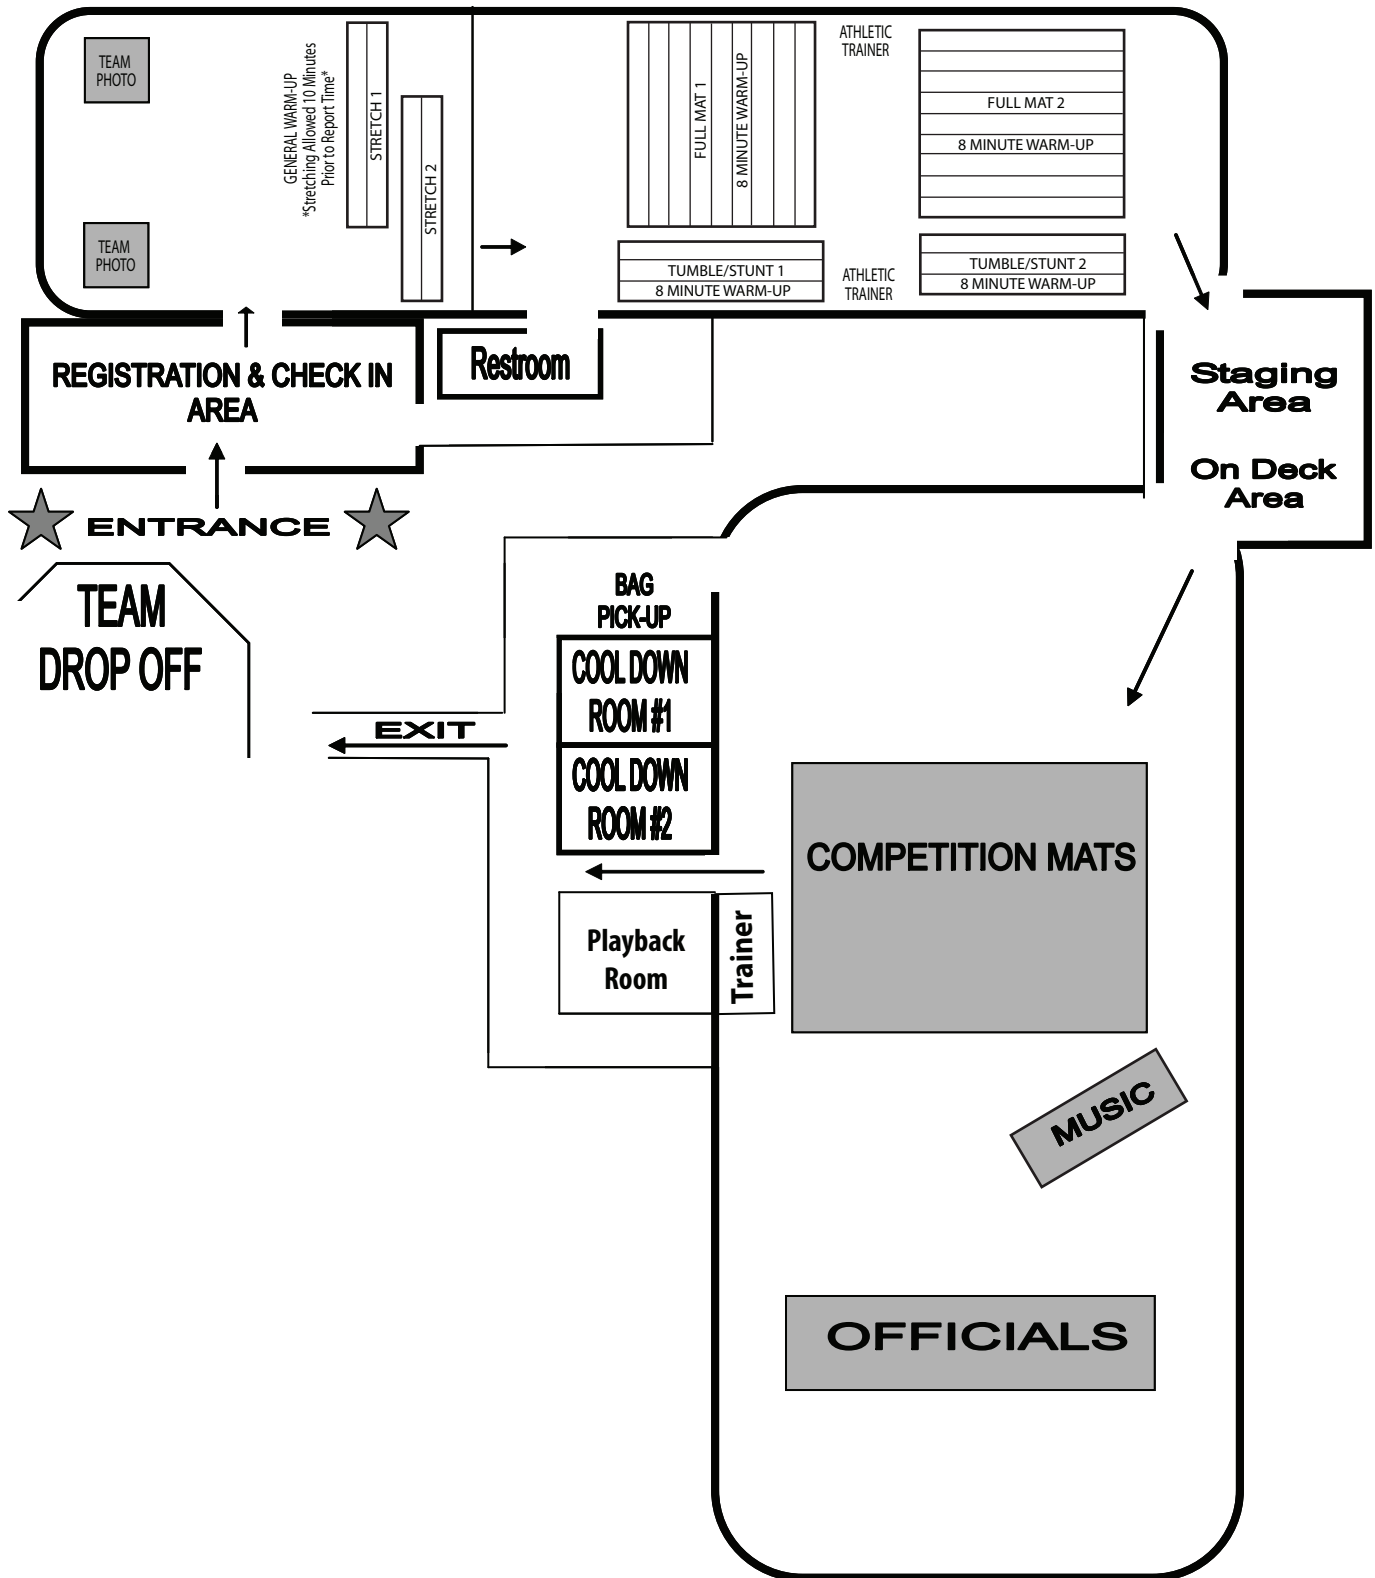 TEAM
PHOTO
GENERAL WARM-UP
*Stretching Allowed 10 Minutes
Prior to Report Time*
STRETCH 1
STRETCH 2
FULL MAT 1
8 MINUTE WARM-UP
ATHLETIC
TRAINER
FULL MAT 2
8 MINUTE WARM-UP
TEAM
PHOTO
TUMBLE/STUNT 1
8 MINUTE WARM-UP
ATHLETIC
TRAINER
TUMBLE/STUNT 2
8 MINUTE WARM-UP
REGISTRATION & CHECK IN
AREA
Restroom
Staging
Area
On Deck
Area
ENTRANCE
TEAM
DROP OFF
BAG
PICK-UP
COOL DOWN
ROOM #1
EXIT
COOL DOWN
ROOM #2
COMPETITION MATS
Playback
Room
Trainer
MUSIC
OFFICIALS